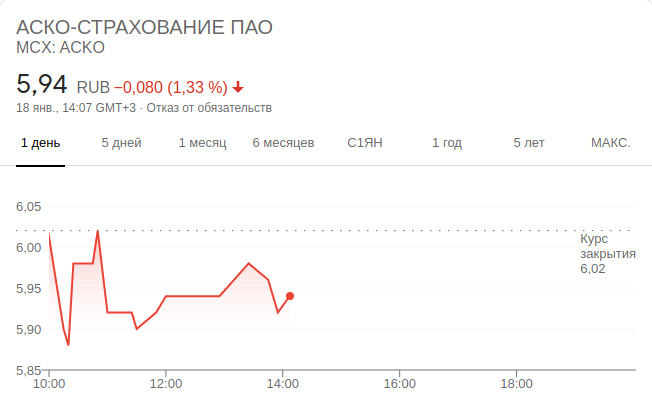 АСКО-СТРАХОВАНИЕ ПАО
MCX: ACKO
5,94 RUB −0,080 (1,33 %)
18 янв., 14:07 GMT+3 · Отказ от обязательств
1 день 5 дней 1 месяц 6 месяцев С1ЯН 1 год 5 лет МАКС.
6,05
Курс
6,00
закрытия
6,02
5,95
5,90
5,85
10:00 12:00 14:00 16:00 18:00